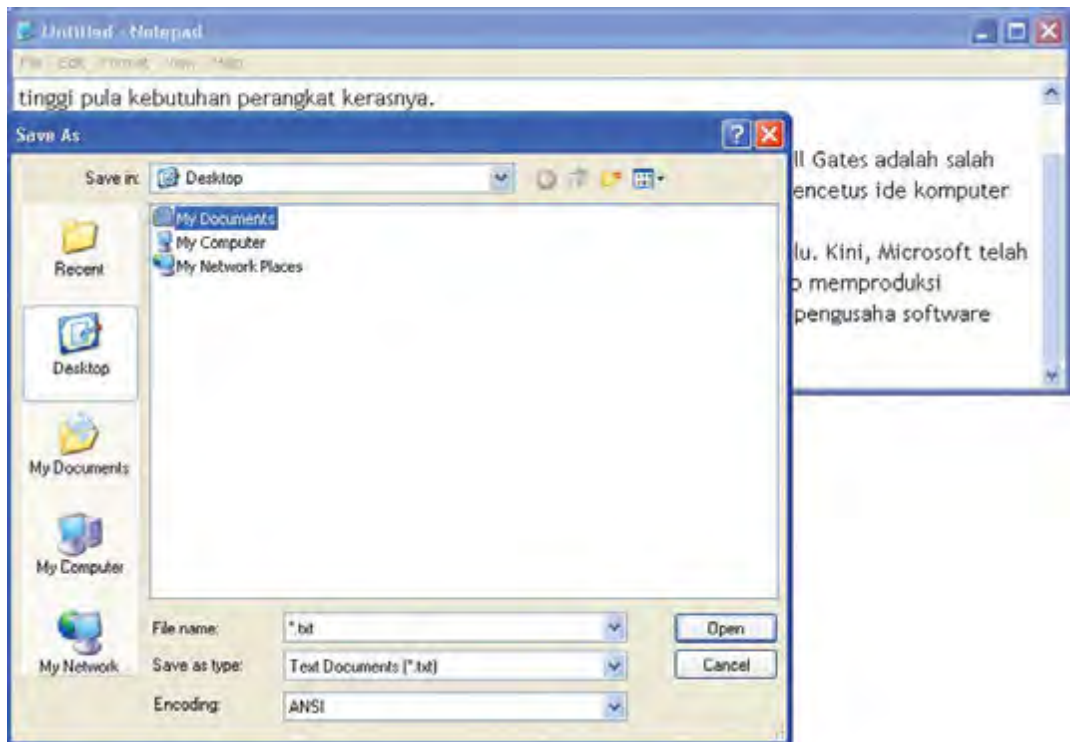 Untitled - Notepad
File Edit Format View Help
tinggi pula kebutuhan perangkat kerasnya.
Save As
ll Gates adalah salah
encetus ide komputer
lu. Kini, Microsoft telah
memproduksi
pengusaha software
Save in: Desktop
My Documents
My Computer
My Network Places
Recent
Desktop
My Documents
My Computer
My Network
File name: *.txt
Open
Save as type: Text Documents (*.txt)
Cancel
Encoding: ANSI